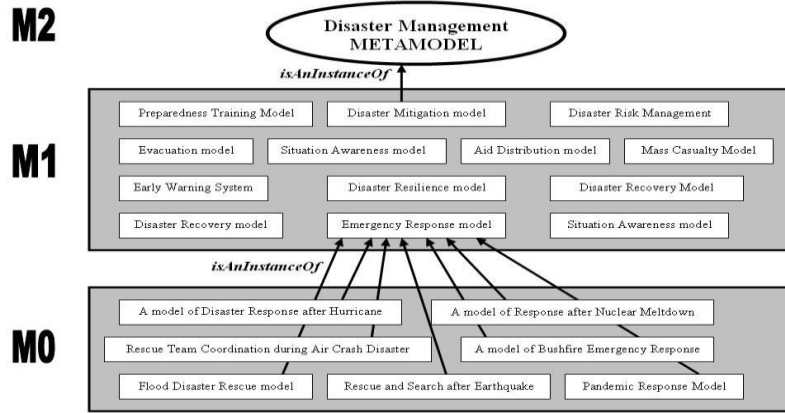 M2
Disaster Management
METAMODEL
isAnInstanceOf
M1
Preparedness Training Model
Disaster Mitigation model
Disaster Risk Management
Evacuation model
Situation Awareness model
Aid Distribution model
Mass Casualty Model
Early Warning System
Disaster Resilience model
Disaster Recovery Model
Disaster Recovery model
Emergency Response model
Situation Awareness model
isAnInstanceOf
M0
A model of Disaster Response after Hurricane
A model of Response after Nuclear Meltdown
Rescue Team Coordination during Air Crash Disaster
A model of Bushfire Emergency Response
Flood Disaster Rescue model
Rescue and Search after Earthquake
Pandemic Response Model